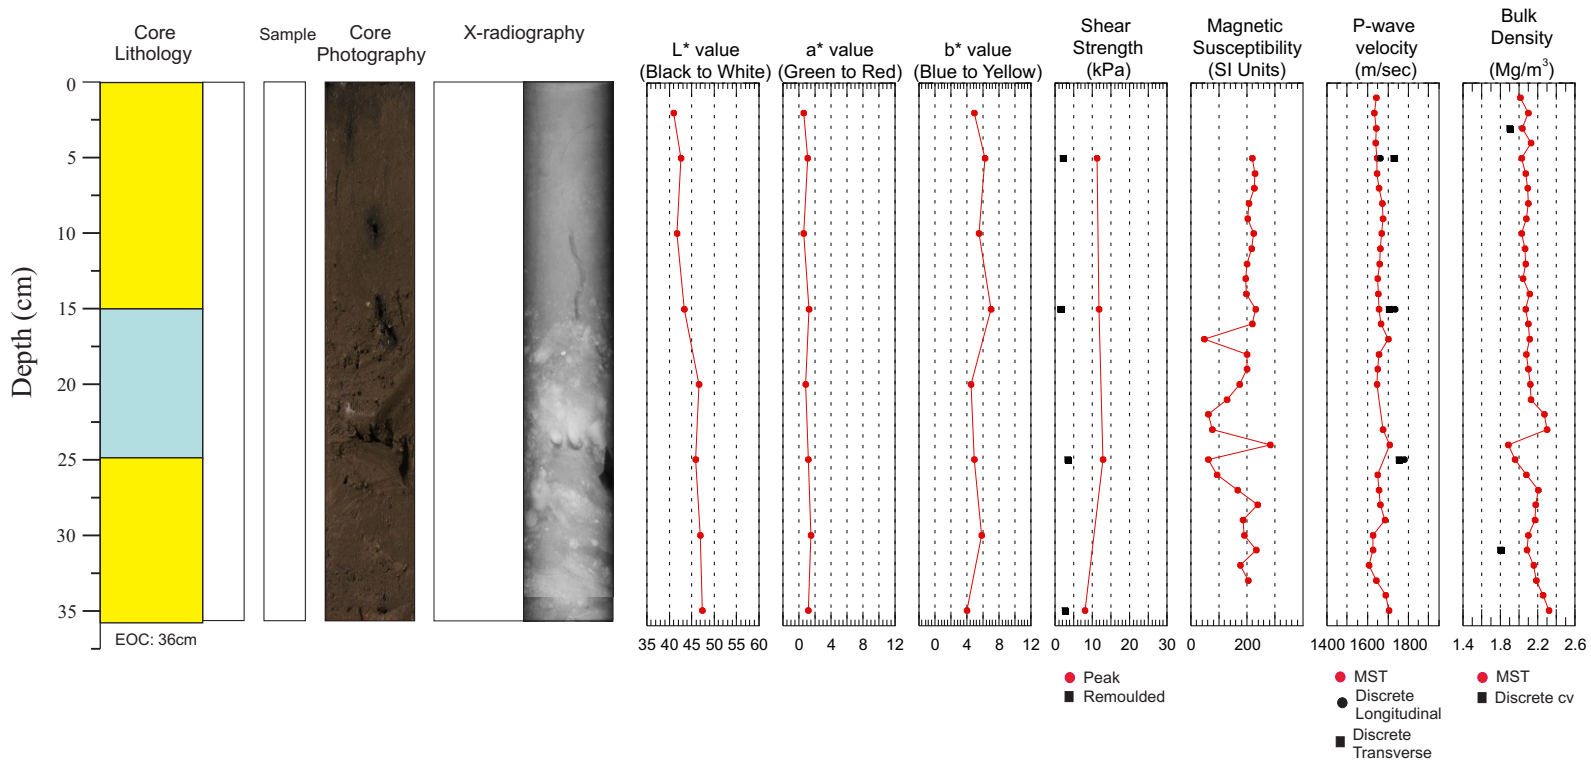 Core
Lithology
Sample
Core
Photography
X-radiography
L* value
(Black to White)
a* value
(Green to Red)
b* value
(Blue to Yellow)
Shear
Strength
(kPa)
Magnetic
Susceptibility
(SI Units)
P-wave
velocity
(m/sec)
Bulk
Density
(Mg/m³)
Depth (cm)
0
5
10
15
20
25
30
35
EOC: 36cm
35 40 45 50 55 60
0 4 8 12
0 4 8 12
0 10 20 30
0 200
1400 1600 1800
1.4 1.8 2.2 2.6
Peak
Remoulded
MST
Discrete
Longitudinal
Discrete
Transverse
MST
Discrete cv